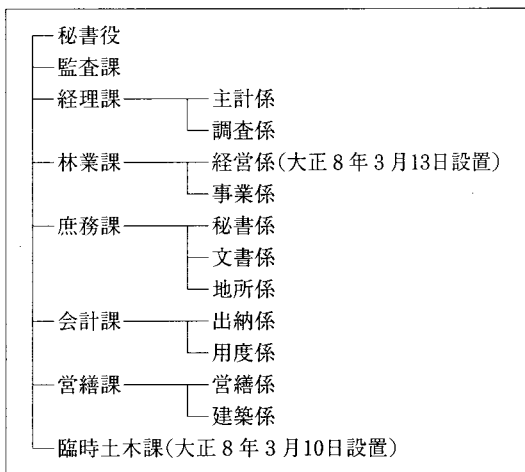 秘書役
監査課
経理課 主計係
調査係
林業課 経営係(大正8年3月13日設置)
事業係
庶務課 秘書係
文書係
地所係
会計課 出納係
用度係
営繕課 営繕係
建築係
臨時土木課(大正8年3月10日設置)